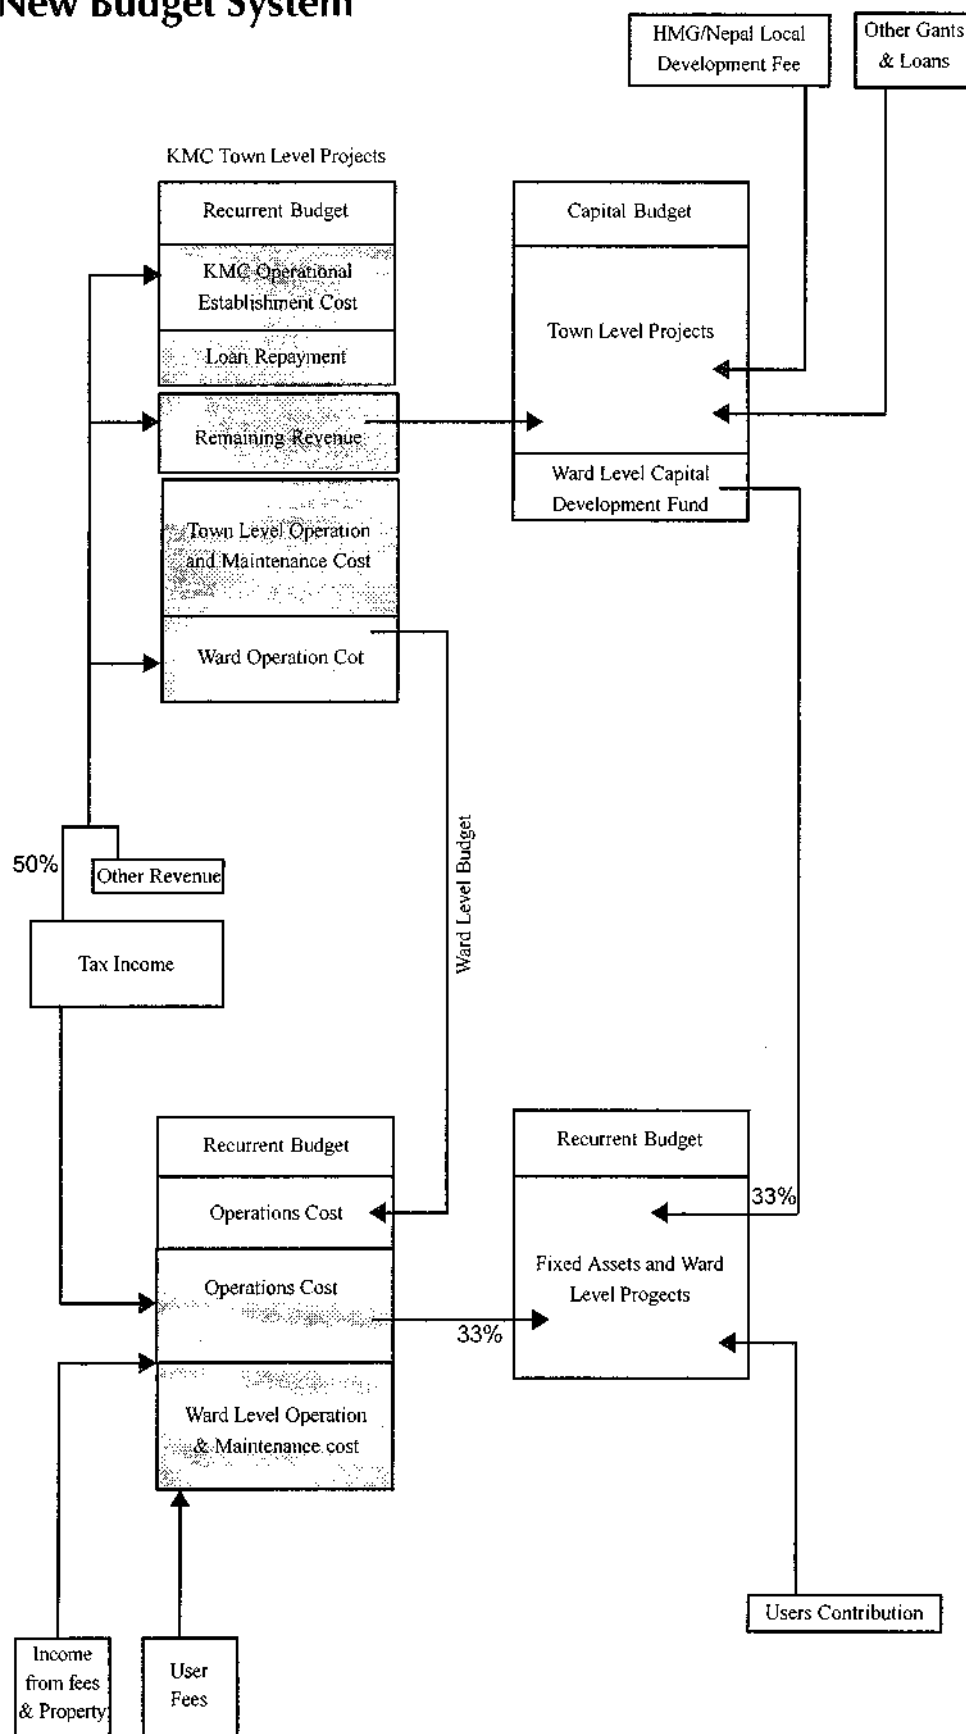 New Budget System
HMG/Nepal Local
Development Fee
Other Gants
& Loans
KMC Town Level Projects
Recurrent Budget
KMC Operational
Establishment Cost
Loan Repayment
Remaining Revenue
Town Level Operation
and Maintenance Cost
Ward Operation Cot
Capital Budget
Town Level Projects
Ward Level Capital
Development Fund
50%
Other Revenue
Tax Income
Ward Level Budget
Recurrent Budget
Operations Cost
Operations Cost
33%
Ward Level Operation
& Maintenance cost
Recurrent Budget
33%
Fixed Assets and Ward
Level Progects
Users Contribution
Income
from fees
& Property
User
Fees